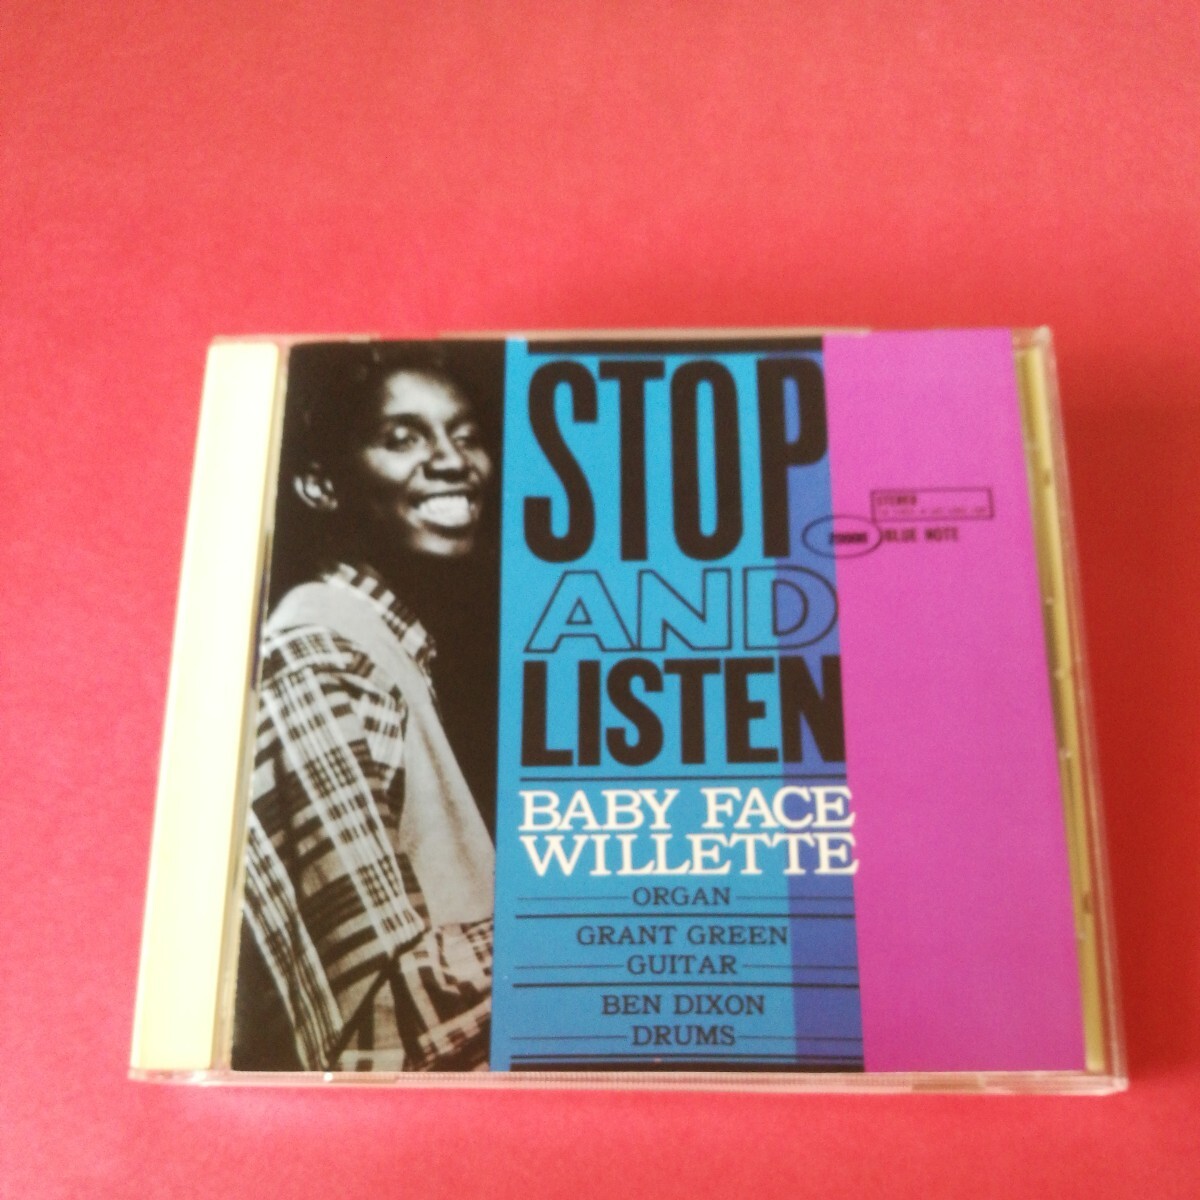 STOP
AND
LISTEN
STEREO
BLUE NOTE
BABY FACE
WILLETTE
ORGAN
GRANT GREEN
GUITAR
BEN DIXON
DRUMS